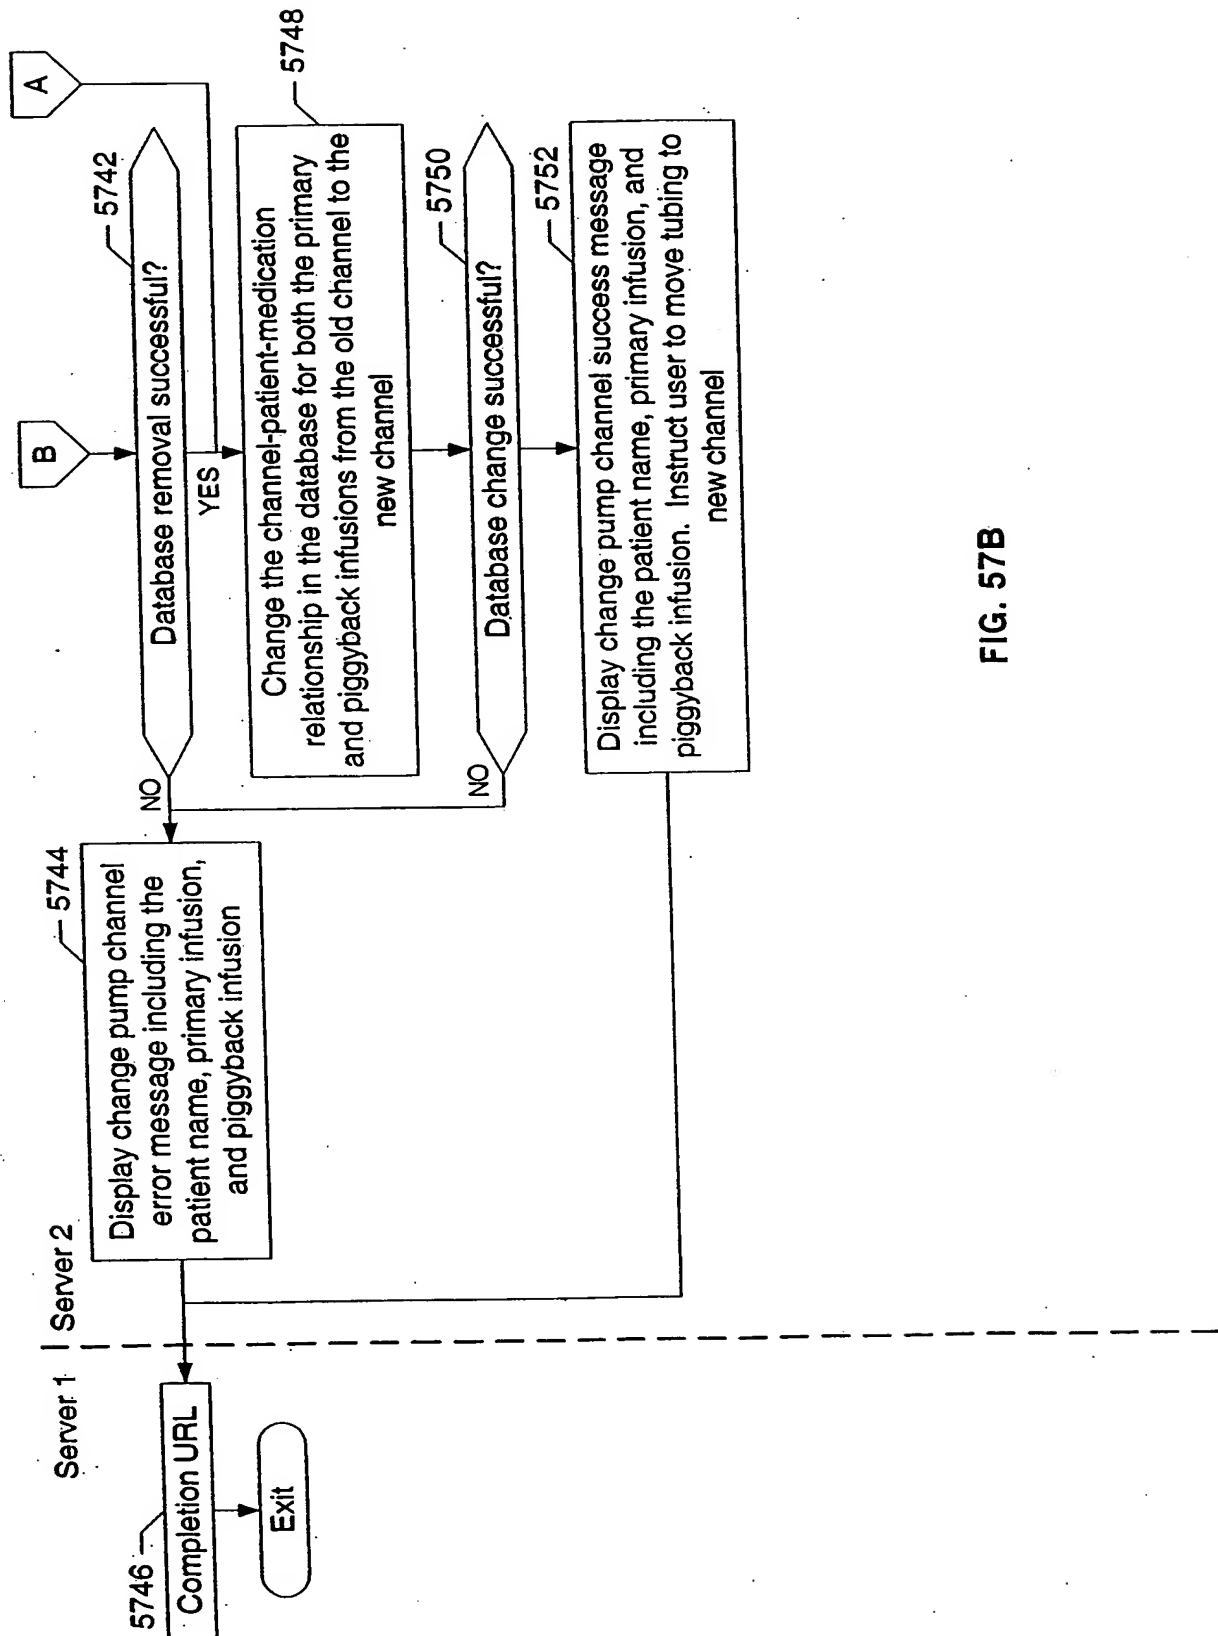 Server 1
Server 2
B
A
Database removal successful?
5742
YES
NO
5744
Display change pump channel
error message including the
patient name, primary infusion,
and piggyback infusion
5746
Completion URL
Exit
5748
Change the channel-patient-medication
relationship in the database for both the primary
and piggyback infusions from the old channel to the
new channel
5750
Database change successful?
NO
5752
Display change pump channel success message
including the patient name, primary infusion, and
piggyback infusion. Instruct user to move tubing to
new channel
FIG. 57B